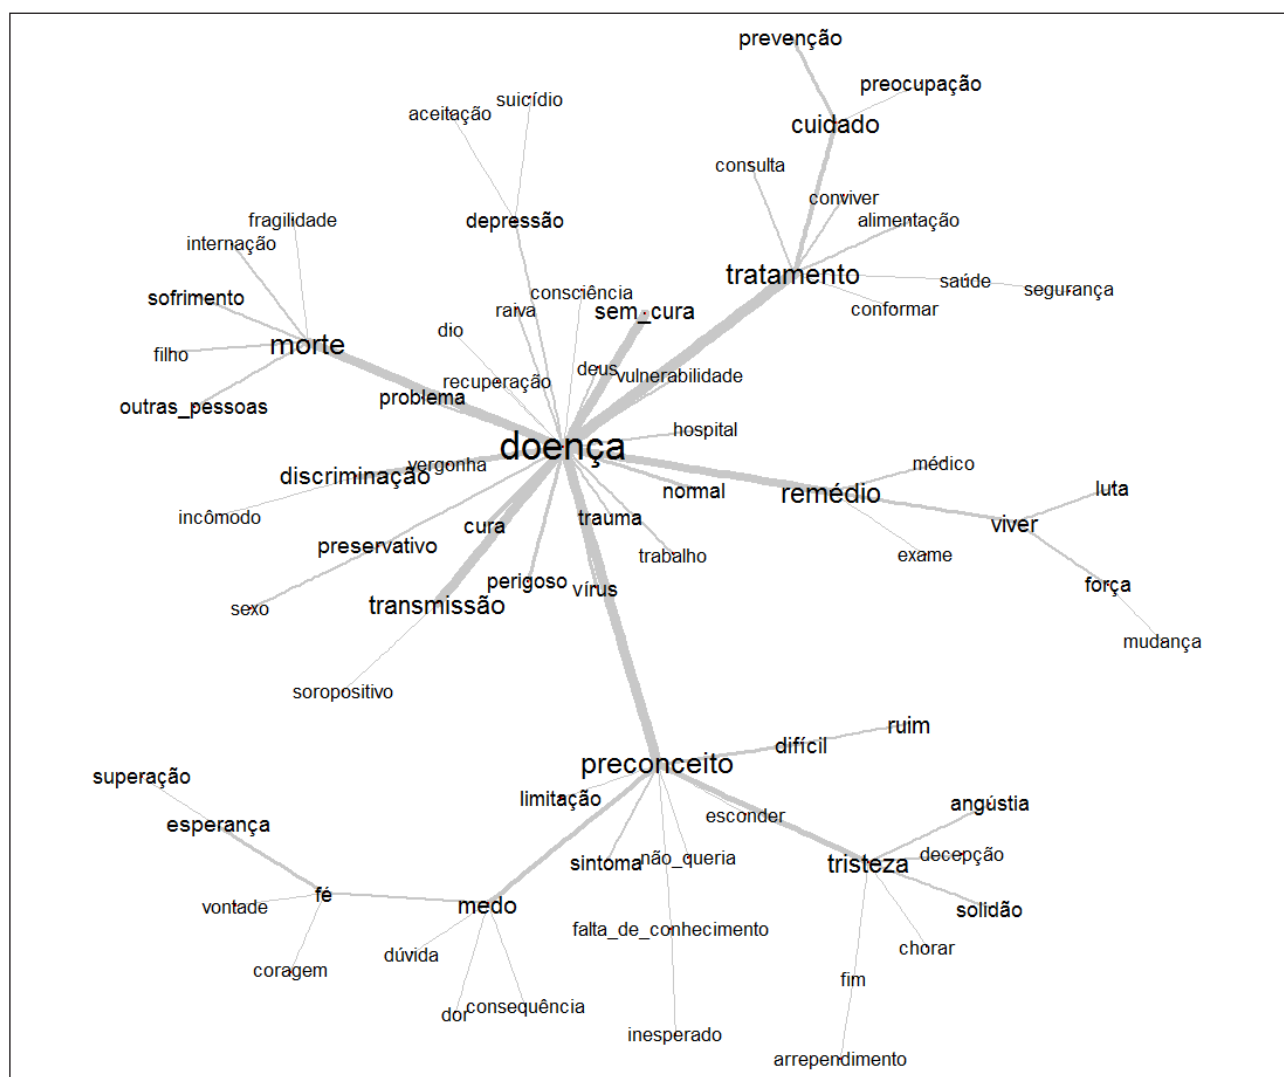 prevenção
preocupação
suicídio
aceitação
cuidado
consulta
conviver
fragilidade
depressão
alimentação
internação
tratamento
saúde
segurança
consciência
sofrimento
raiva
sem_cura
conformar
dio
morte
filho
deus
vulnerabilidade
recuperação
problema
outras_pessoas
hospital
doença
vergonha
médico
discriminação
normal
remédio
luta
incômodo
cura
trauma
viver
preservativo
trabalho
exame
perigoso
vírus
força
sexo
transmissão
mudança
soropositivo
ruim
difícil
preconceito
superação
limitação
angústia
esconder
esperança
decepção
sintoma
não_queria
tristeza
fé
vontade
medo
solidão
falta_de_conhecimento
chorar
dúvida
coragem
fim
consequência
dor
inesperado
arrependimento